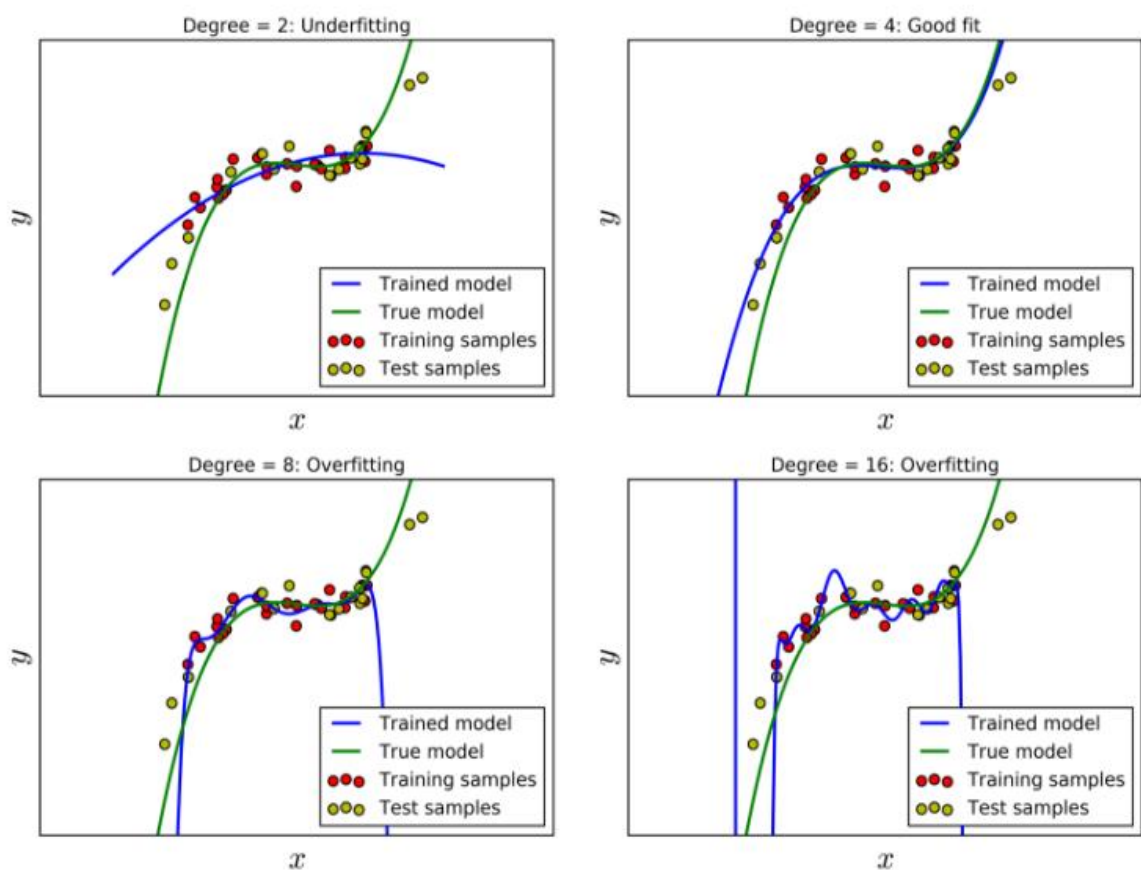 Degree = 2: Underfitting
y
Trained model
True model
Training samples
Test samples
x
Degree = 4: Good fit
y
Trained model
True model
Training samples
Test samples
x
Degree = 8: Overfitting
y
Trained model
True model
Training samples
Test samples
x
Degree = 16: Overfitting
y
Trained model
True model
Training samples
Test samples
x